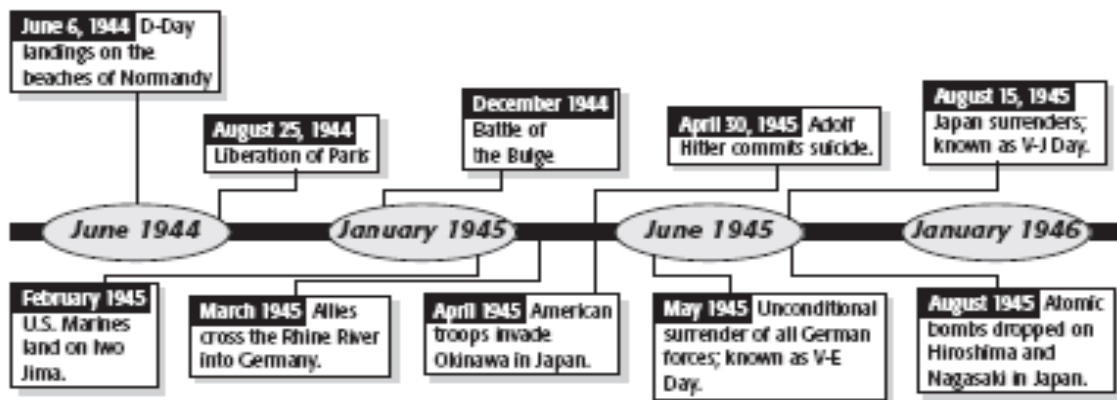 June 6, 1944 D-Day
landings on the
beaches of Normandy
August 25, 1944
Liberation of Paris
December 1944
Battle of
the Bulge
April 30, 1945 Adolf
Hitler commits suicide.
August 15, 1945
Japan surrenders;
known as V-J Day.
June 1944
January 1945
June 1945
January 1946
February 1945
U.S. Marines
land on Iwo
Jima.
March 1945 Allies
cross the Rhine River
into Germany.
April 1945 American
troops invade
Okinawa in Japan.
May 1945 Unconditional
surrender of all German
forces; known as V-E
Day.
August 1945 Atomic
bombs dropped on
Hiroshima and
Nagasaki in Japan.